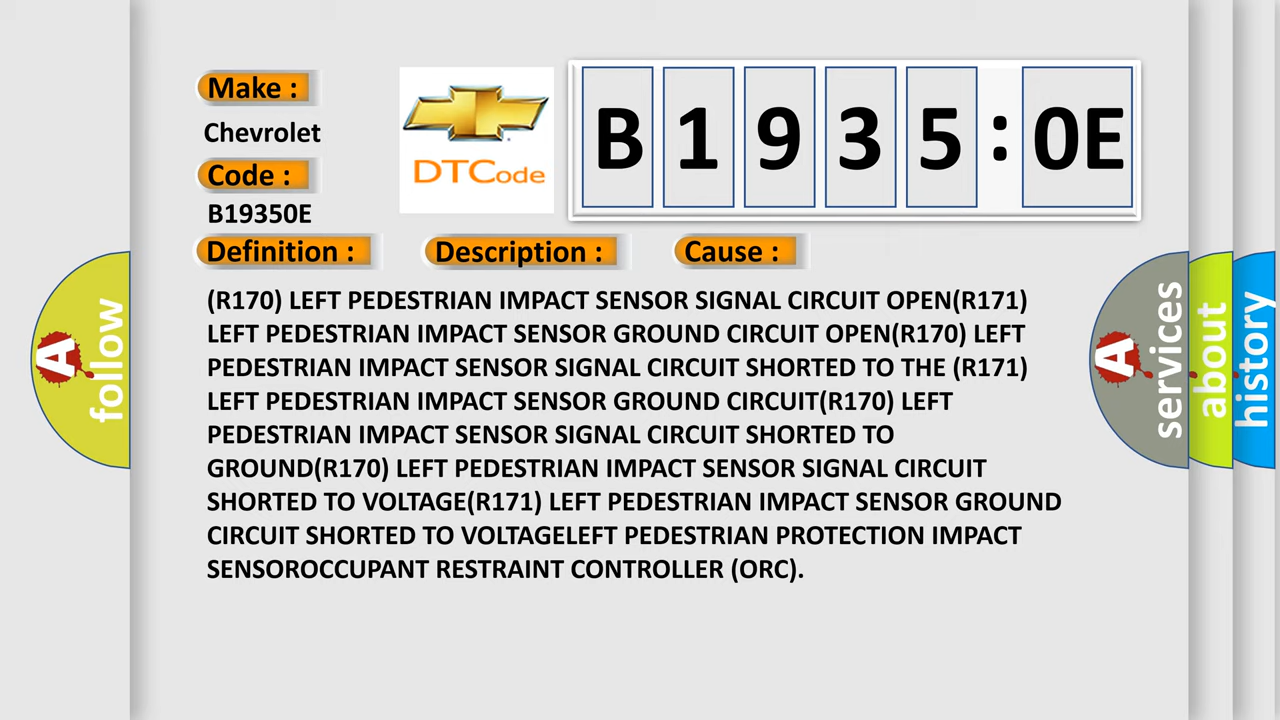 Make :
Chevrolet
Code :
B19350E
DTCode
B1935:0E
Definition :
Description :
Cause :
(R170) LEFT PEDESTRIAN IMPACT SENSOR SIGNAL CIRCUIT OPEN(R171)
LEFT PEDESTRIAN IMPACT SENSOR GROUND CIRCUIT OPEN(R170) LEFT
PEDESTRIAN IMPACT SENSOR SIGNAL CIRCUIT SHORTED TO THE (R171)
LEFT PEDESTRIAN IMPACT SENSOR GROUND CIRCUIT(R170) LEFT
PEDESTRIAN IMPACT SENSOR SIGNAL CIRCUIT SHORTED TO
GROUND(R170) LEFT PEDESTRIAN IMPACT SENSOR SIGNAL CIRCUIT
SHORTED TO VOLTAGE(R171) LEFT PEDESTRIAN IMPACT SENSOR GROUND
CIRCUIT SHORTED TO VOLTAGELEFT PEDESTRIAN PROTECTION IMPACT
SENSOROCCUPANT RESTRAINT CONTROLLER (ORC).
A
follow
A
services
about
history